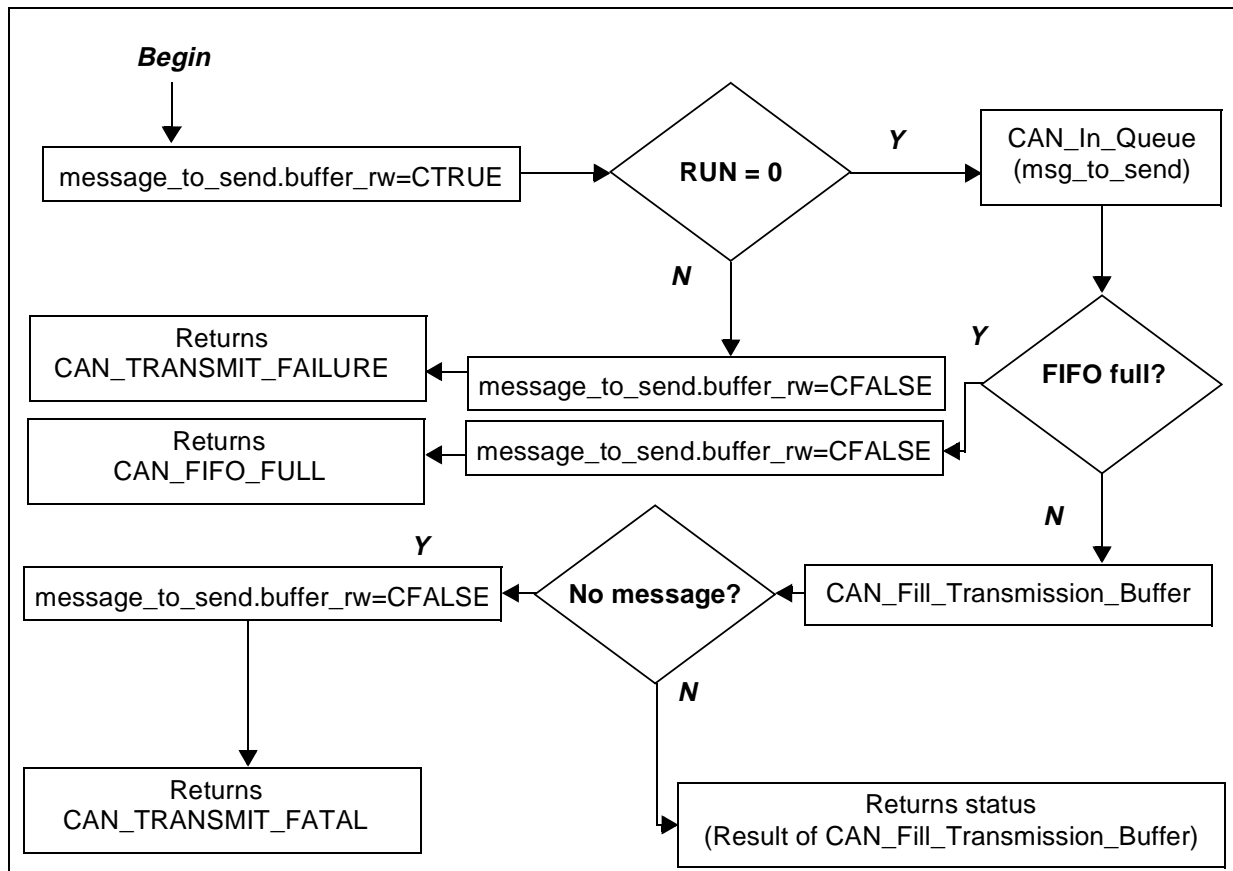 Begin
message_to_send.buffer_rw=CTRUE
RUN = 0
Y
CAN_In_Queue
(msg_to_send)
N
Returns
CAN_TRANSMIT_FAILURE
message_to_send.buffer_rw=CFALSE
Y
FIFO full?
Returns
CAN_FIFO_FULL
message_to_send.buffer_rw=CFALSE
N
Y
message_to_send.buffer_rw=CFALSE
No message?
CAN_Fill_Transmission_Buffer
N
Returns
CAN_TRANSMIT_FATAL
Returns status
(Result of CAN_Fill_Transmission_Buffer)